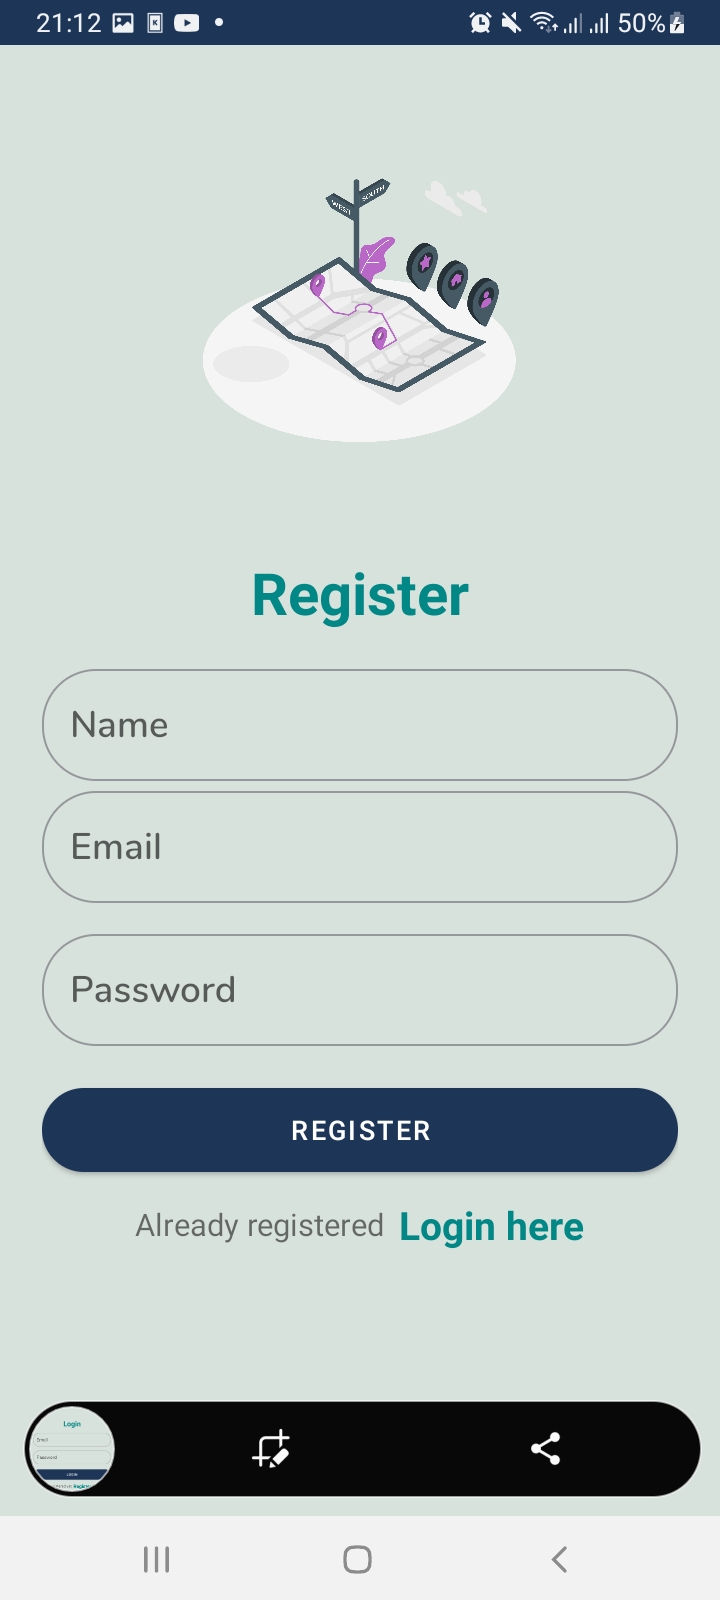 21:12 50%
WEST SOUTH
Register
Name
Email
Password
REGISTER
Already registered Login here
Login
Email
Password
LOGIN